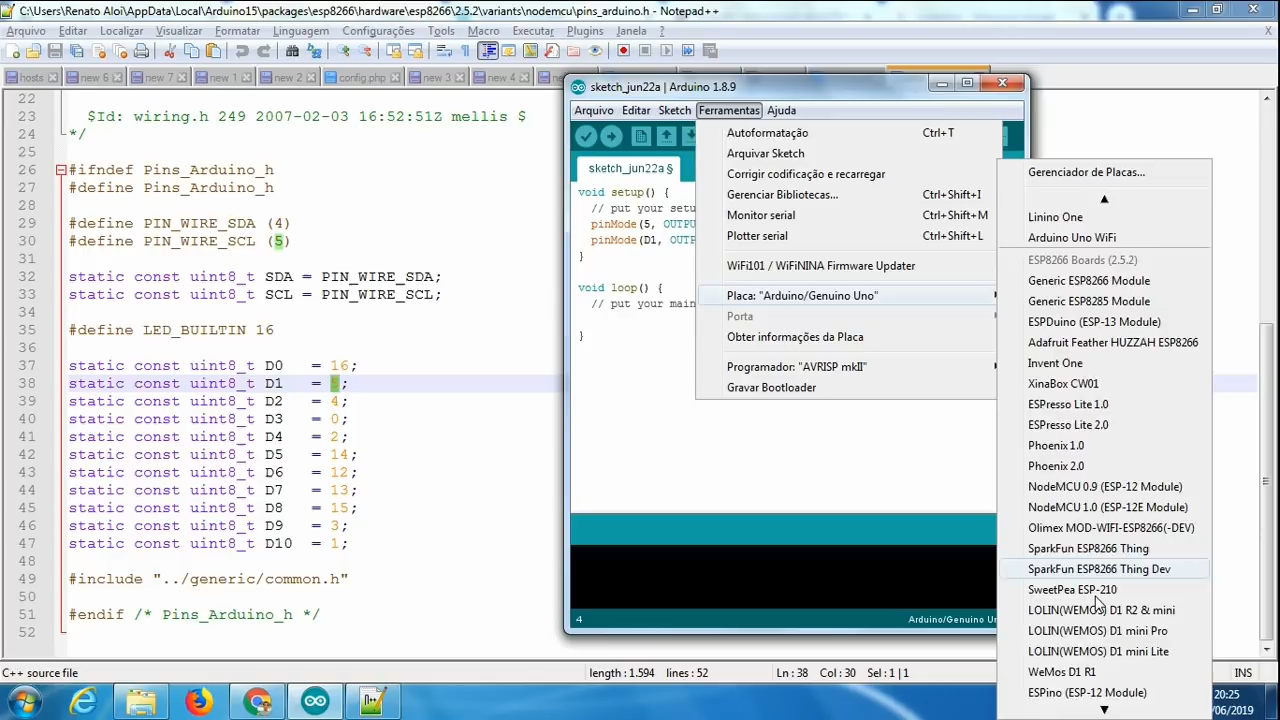 C:\Users\Renato Aloi\AppData\Local\Arduino15\packages\esp8266\hardware\esp8266\2.5.2\variants\nodemcu\pins_arduino.h - Notepad++
Arquivo Editar Localizar Visualizar Formatar Linguagem Configurações Tools Macro Executar Plugins Janela ?
X
hosts new 6 new 7 new 1 new 2 config.php new 3 new 4
22
23 $Id: wiring.h 249 2007-02-03 16:52:51Z mellis $
24 */
25
26 #ifndef Pins_Arduino_h
27 #define Pins_Arduino_h
28
29 #define PIN_WIRE_SDA (4)
30 #define PIN_WIRE_SCL (5)
31
32 static const uint8_t SDA = PIN_WIRE_SDA;
33 static const uint8_t SCL = PIN_WIRE_SCL;
34
35 #define LED_BUILTIN 16
36
37 static const uint8_t D0 = 16;
38 static const uint8_t D1 = 5;
39 static const uint8_t D2 = 4;
40 static const uint8_t D3 = 0;
41 static const uint8_t D4 = 2;
42 static const uint8_t D5 = 14;
43 static const uint8_t D6 = 12;
44 static const uint8_t D7 = 13;
45 static const uint8_t D8 = 15;
46 static const uint8_t D9 = 3;
47 static const uint8_t D10 = 1;
48
49 #include "../generic/common.h"
50
51 #endif /* Pins_Arduino_h */
52
C++ source file length : 1.594 lines : 52 Ln : 38 Col : 30 Sel : 1 | 1 INS
sketch_jun22a | Arduino 1.8.9
Arquivo Editar Sketch Ferramentas Ajuda
sketch_jun22a §
void setup() {
// put your setu
pinMode(5, OUTPU
pinMode(D1, OUTP
}
void loop() {
// put your main
}
4 Arduino/Genuino Un
Autoformatação Ctrl+T
Arquivar Sketch
Corrigir codificação e recarregar
Gerenciar Bibliotecas... Ctrl+Shift+I
Monitor serial Ctrl+Shift+M
Plotter serial Ctrl+Shift+L
WiFi101 / WiFiNINA Firmware Updater
Placa: "Arduino/Genuino Uno"
Porta
Obter informações da Placa
Programador: "AVRISP mkII"
Gravar Bootloader
Gerenciador de Placas...
Linino One
Arduino Uno WiFi
ESP8266 Boards (2.5.2)
Generic ESP8266 Module
Generic ESP8285 Module
ESPDuino (ESP-13 Module)
Adafruit Feather HUZZAH ESP8266
Invent One
XinaBox CW01
ESPresso Lite 1.0
ESPresso Lite 2.0
Phoenix 1.0
Phoenix 2.0
NodeMCU 0.9 (ESP-12 Module)
NodeMCU 1.0 (ESP-12E Module)
Olimex MOD-WIFI-ESP8266(-DEV)
SparkFun ESP8266 Thing
SparkFun ESP8266 Thing Dev
SweetPea ESP-210
LOLIN(WEMOS) D1 R2 & mini
LOLIN(WEMOS) D1 mini Pro
LOLIN(WEMOS) D1 mini Lite
WeMos D1 R1
ESPino (ESP-12 Module)
20:25
/06/2019